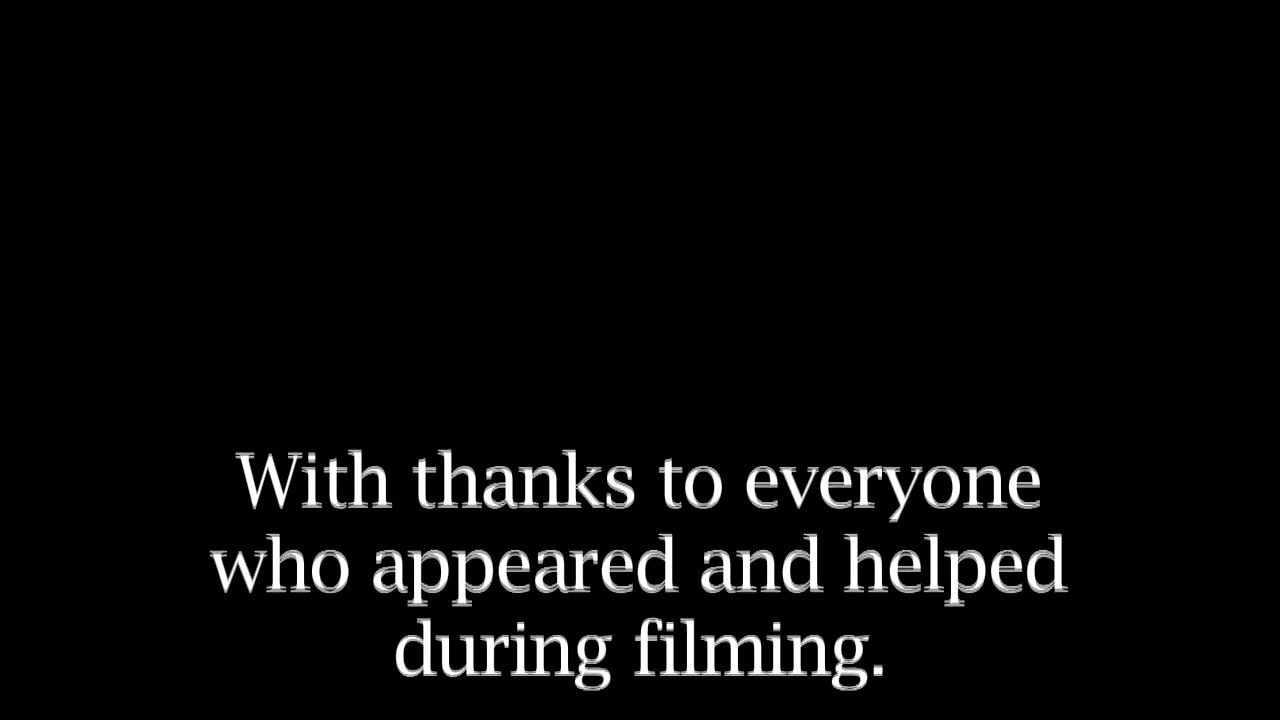 With thanks to everyone
who appeared and helped
during filming.